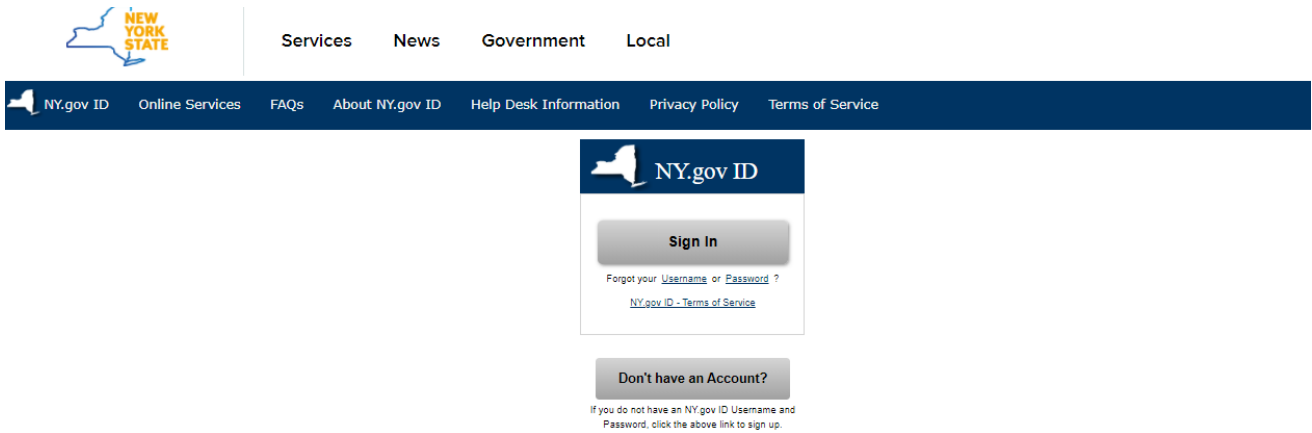 NEW
YORK
STATE
Services News Government Local
NY.gov ID Online Services FAQs About NY.gov ID Help Desk Information Privacy Policy Terms of Service
NY.gov ID
Sign In
Forgot your Username or Password ?
NY.gov ID - Terms of Service
Don't have an Account?
If you do not have an NY.gov ID Username and
Password, click the above link to sign up.